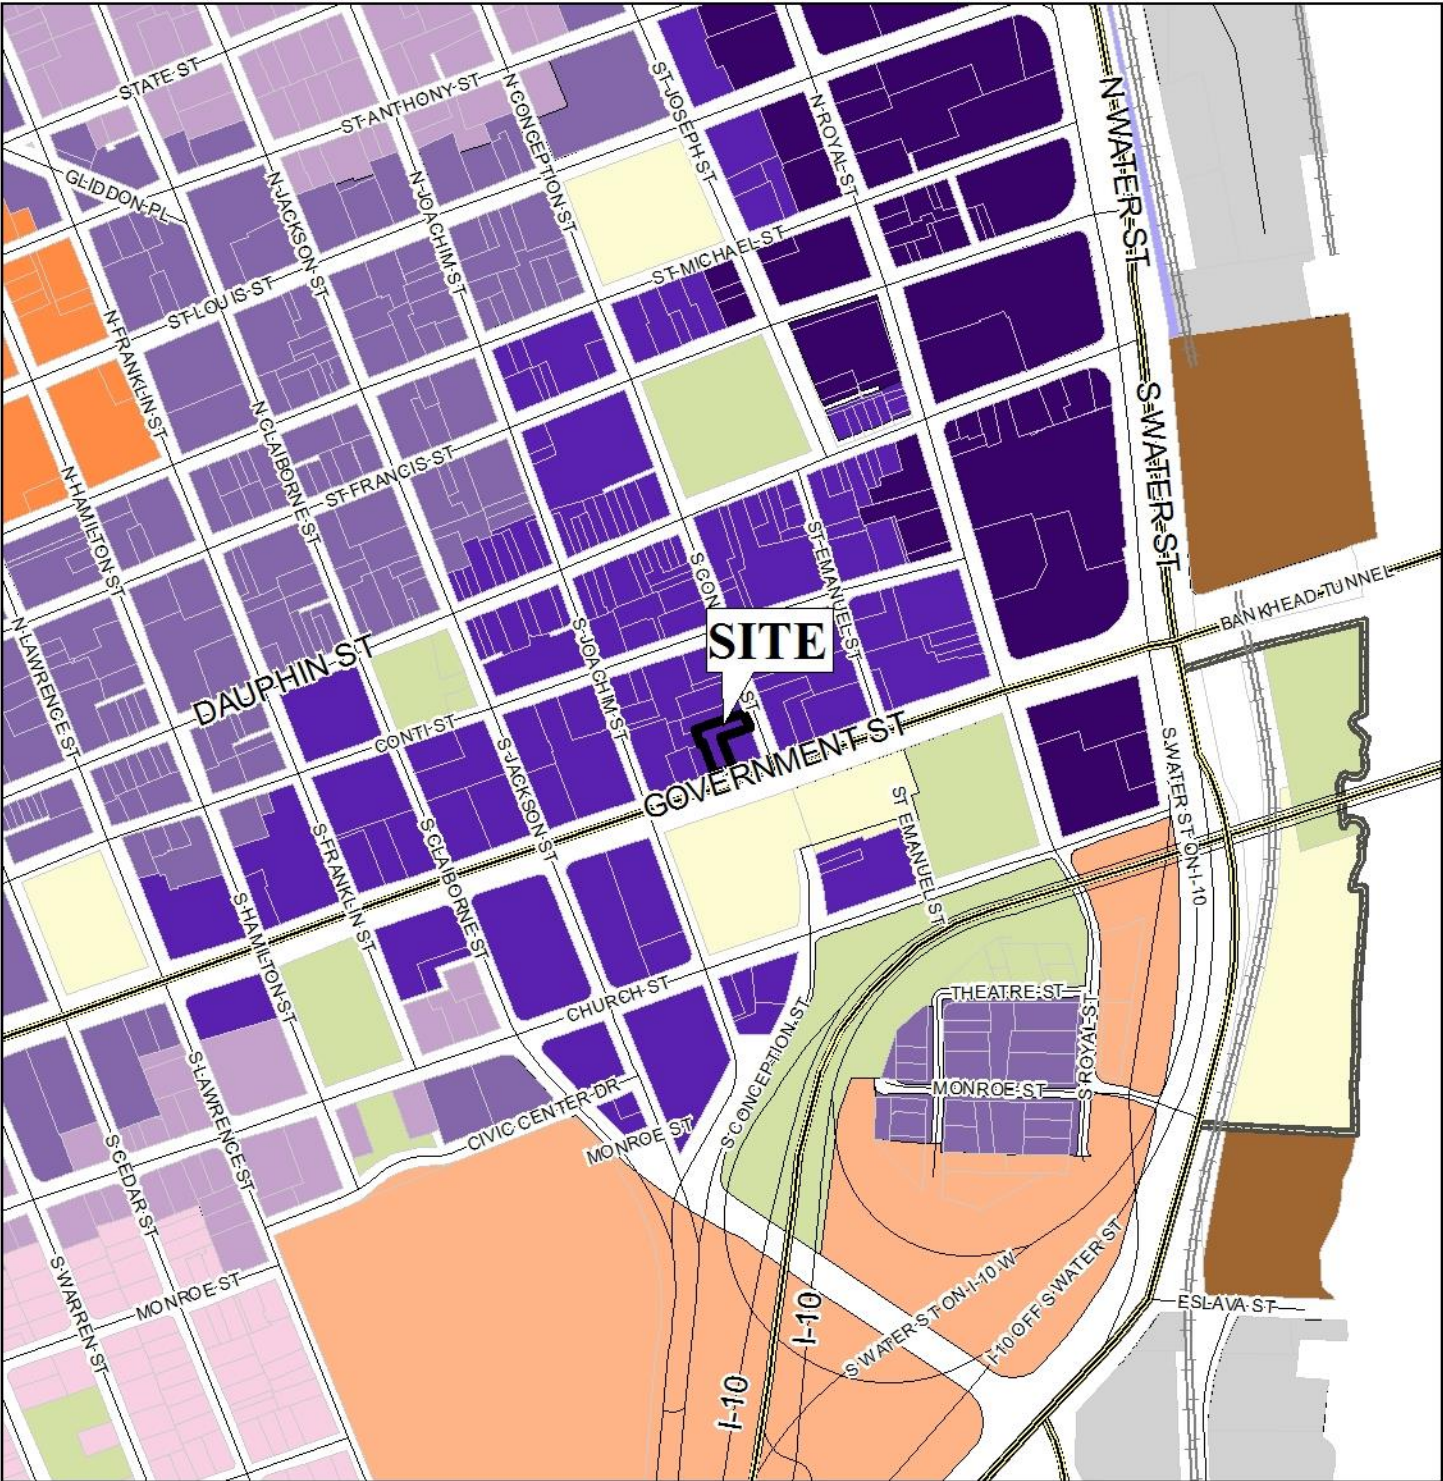 STATE ST
ST ANTHONY ST
N CONCEPTION ST
ST JOSEPH ST
N ROYAL ST
N WATER ST
GLIDDON PL
N JACKSON ST
N JOACHIM ST
ST MICHAEL ST
ST LOUIS ST
N FRANKLIN ST
N CLAIBORNE ST
S WATER ST
ST FRANCIS ST
N HAMILTON ST
ST EMANUEL ST
S CON
ST
BANKHEAD TUNNEL
SITE
N LAWRENCE ST
S JOACHIM ST
DAUPHIN ST
CONTI ST
GOVERNMENT ST
S JACKSON ST
S WATER ST ON I-10
ST EMANUEL ST
S FRANKLIN ST
S CLAIBORNE ST
S HAMILTON ST
CHURCH ST
THEATRE ST
S CONCEPTION ST
S ROYAL ST
MONROE ST
CIVIC CENTER DR
MONROE ST
S LAWRENCE ST
S CEDAR ST
MONROE ST
S WARREN ST
S WATER ST ON I-10 W
I-10 OFF S WATER ST
ESLAVA ST
I-10
I-10